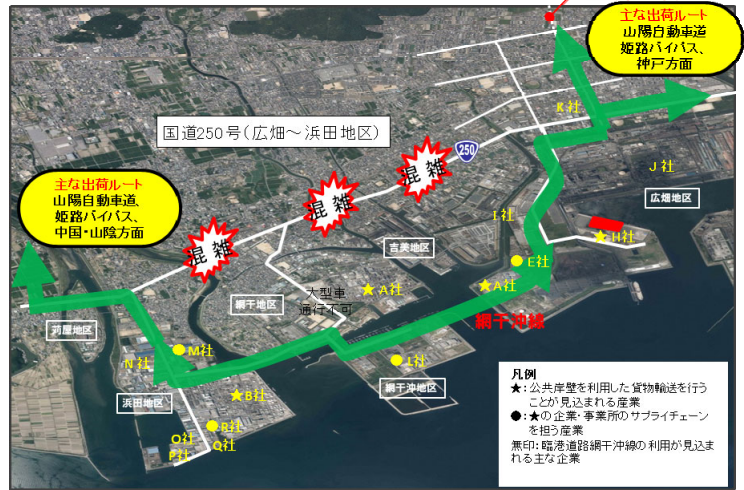 主な出荷ルート
山陽自動車道
姫路バイパス、
神戸方面
K社
国道250号(広畑～浜田地区)
250
混雑
混雑
混雑
J社
広畑地区
主な出荷ルート
山陽自動車道、
姫路バイパス、
中国・山陰方面
I社
H社
吉美地区
E社
A社
A社
大型車
通行不可
網干地区
網干沖線
苅屋地区
M社
N社
L社
網干沖地区
B社
浜田地区
R社
O社
Q社
P社
凡例
★：公共岸壁を利用した貨物輸送を行う
ことが見込まれる産業
●：★の企業・事業所のサプライチェーン
を担う産業
無印：臨港道路網干沖線の利用が見込ま
れる主な企業